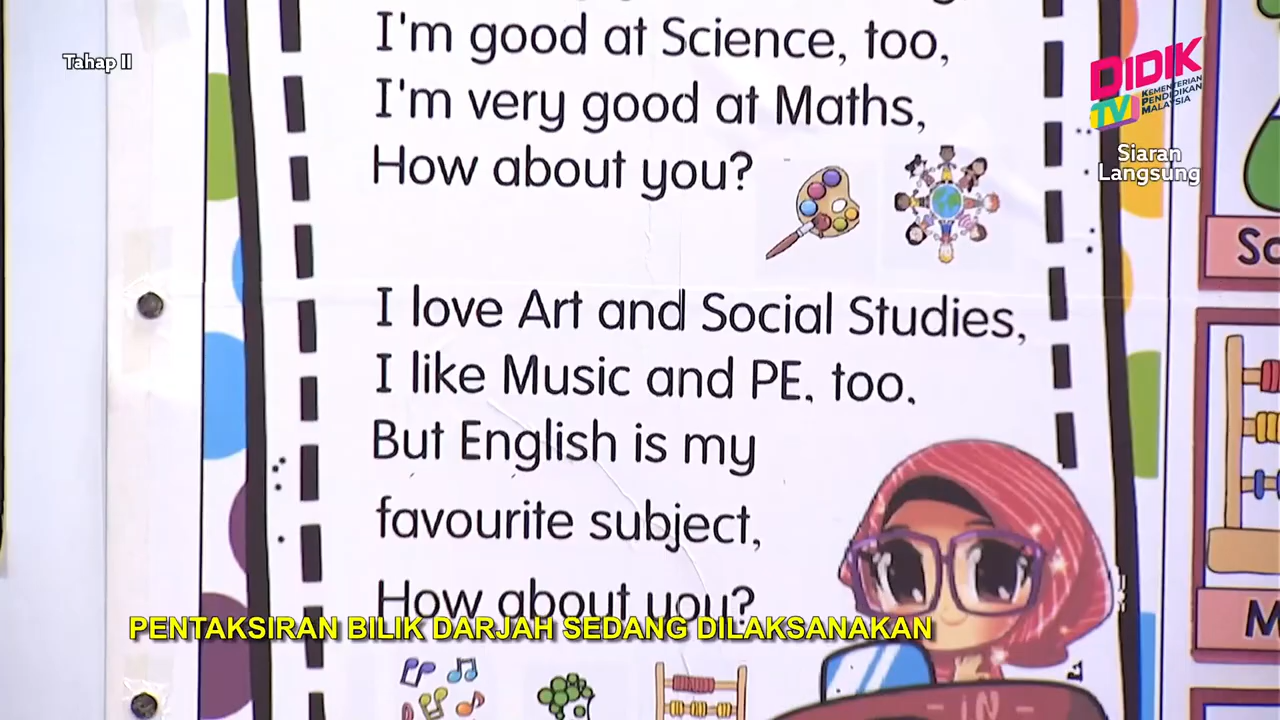 Tahap II
DIDIK
TV
KEMENTERIAN
PENDIDIKAN
MALAYSIA
Siaran
Langsung
I'm good at Science, too,
I'm very good at Maths,
How about you?
I love Art and Social Studies,
I like Music and PE, too.
But English is my
favourite subject,
How about you?
PENTAKSIRAN BILIK DARJAH SEDANG DILAKSANAKAN